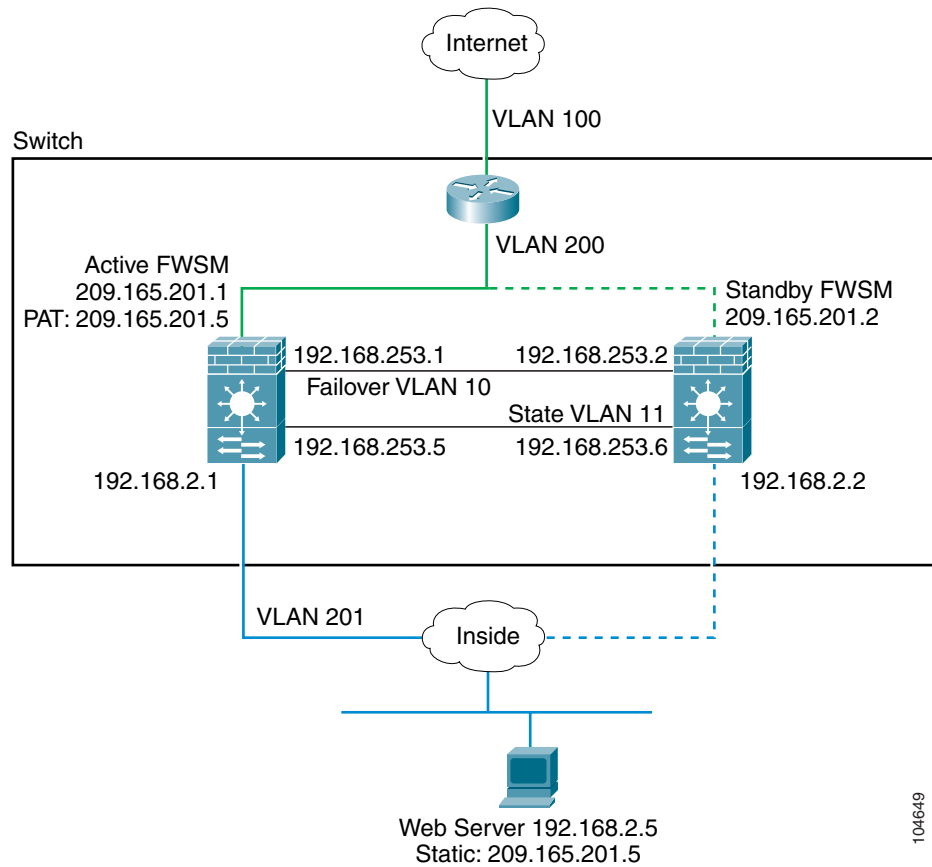 Internet
VLAN 100
Switch
VLAN 200
Active FWSM
209.165.201.1
PAT: 209.165.201.5
Standby FWSM
209.165.201.2
192.168.253.1
192.168.253.2
Failover VLAN 10
State VLAN 11
192.168.253.5
192.168.253.6
192.168.2.1
192.168.2.2
VLAN 201
Inside
Web Server 192.168.2.5
Static: 209.165.201.5
104649